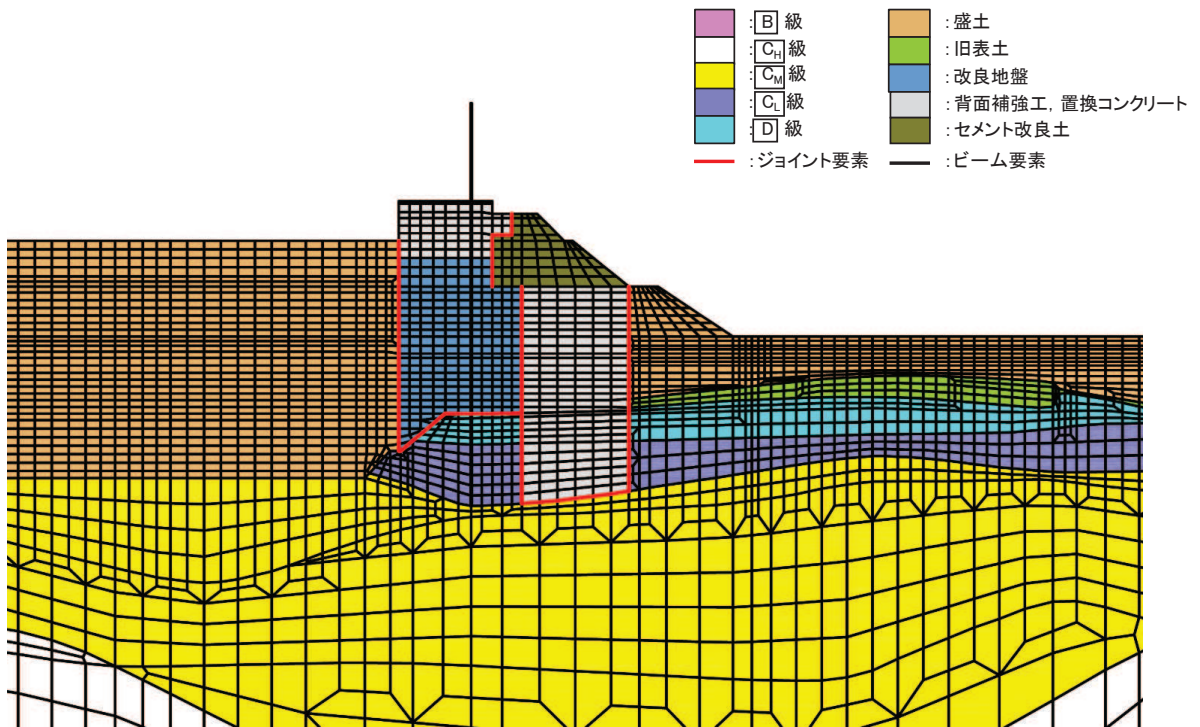 :B 級
:CH 級
:CM 級
:CL 級
:D 級
:ジョイント要素
:盛土
:旧表土
:改良地盤
:背面補強工, 置換コンクリート
:セメント改良土
:ビーム要素